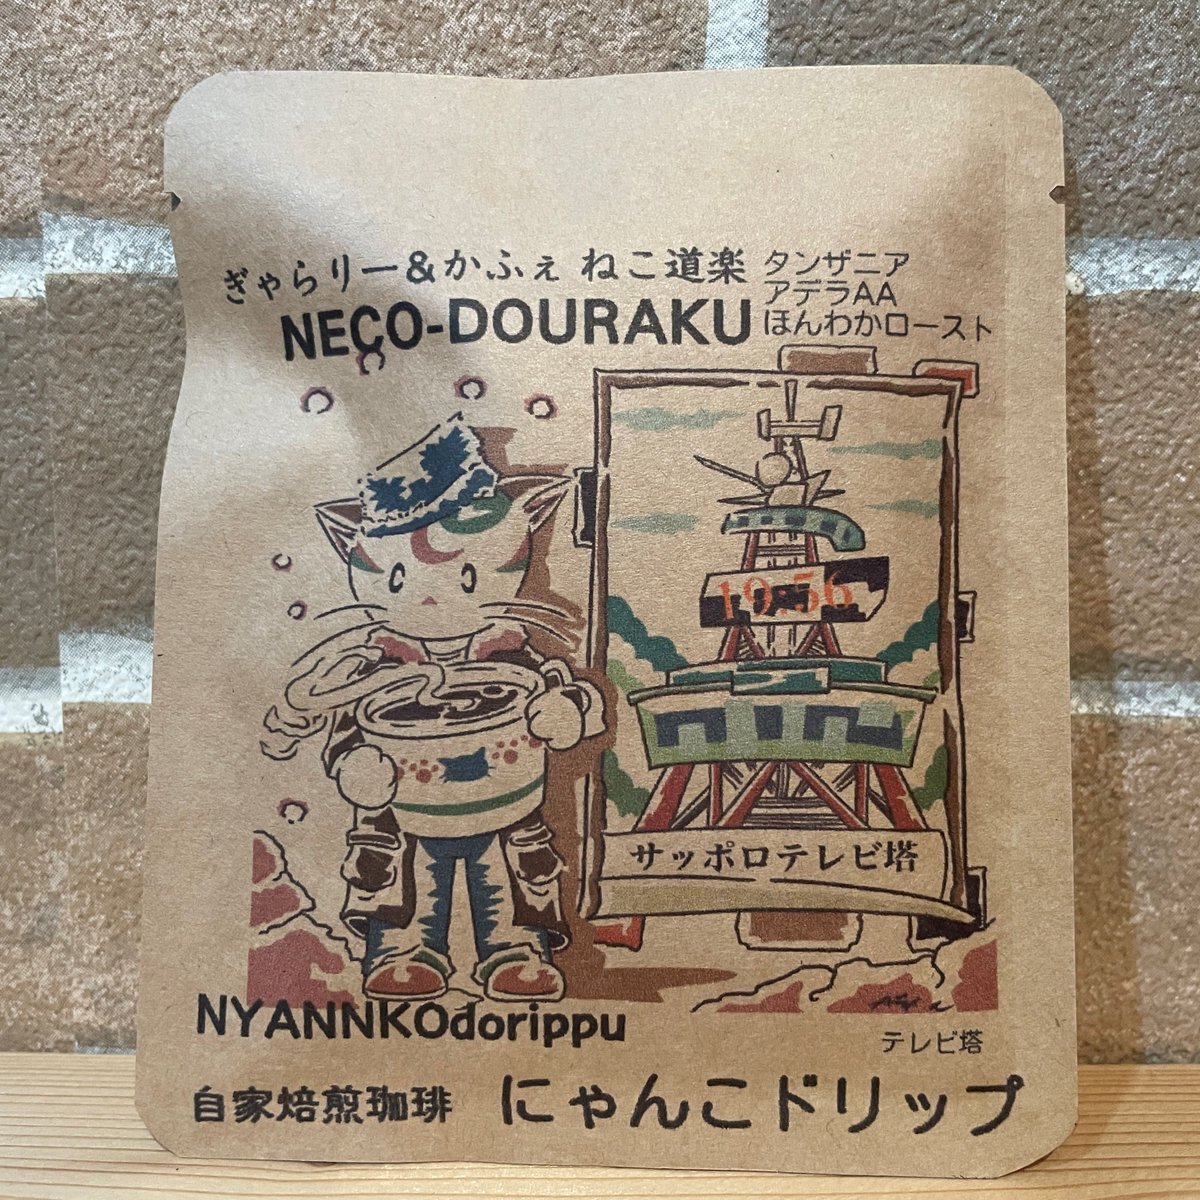 ぎゃらりー&かふぇ ねこ道楽
NECO-DOURAKU
タンザニア
アデラAA
ほんわかロースト
19:56
サッポロテレビ塔
NYANNKOdorippu
テレビ塔
自家焙煎珈琲 にゃんこドリップ